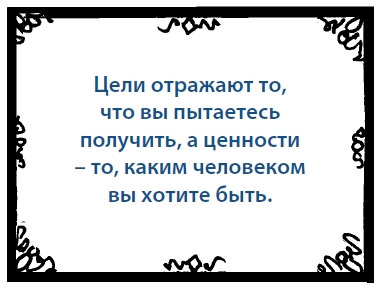 Цели отражают то,
что вы пытаетесь
получить, а ценности
– то, каким человеком
вы хотите быть.